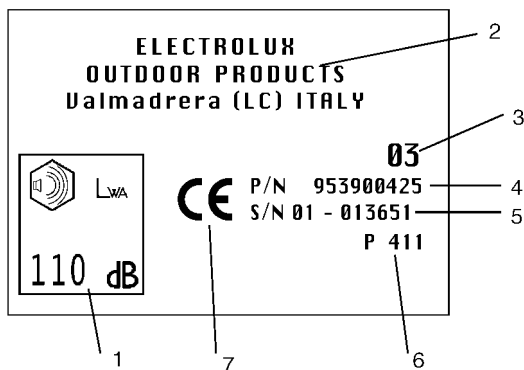 ELECTROLUX
OUTDOOR PRODUCTS
Valmadrera (LC) ITALY
2
03
3
LWA
CE
P/N 953900425
4
S/N 01 - 013651
5
P 411
110 dB
1
7
6